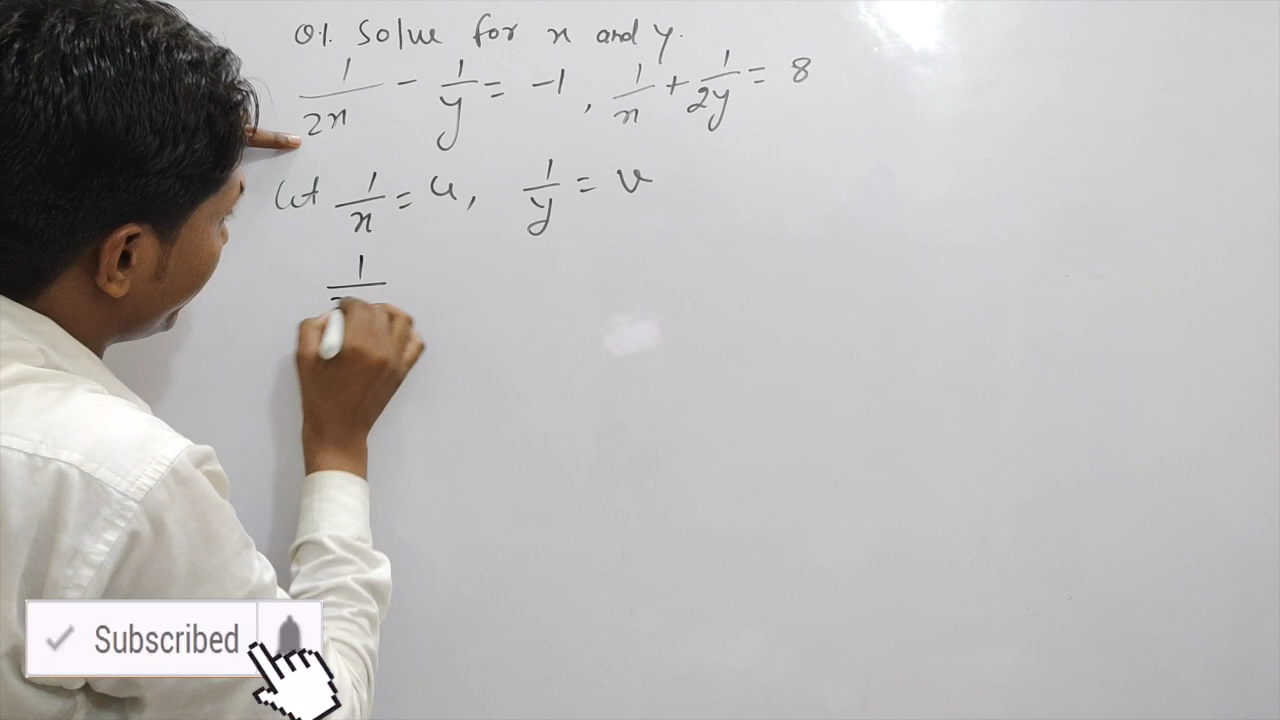 Q1. Solve for x and y.
1/2x - 1/y = -1, 1/x + 1/2y = 8
Let 1/x = u, 1/y = v
1
Subscribed